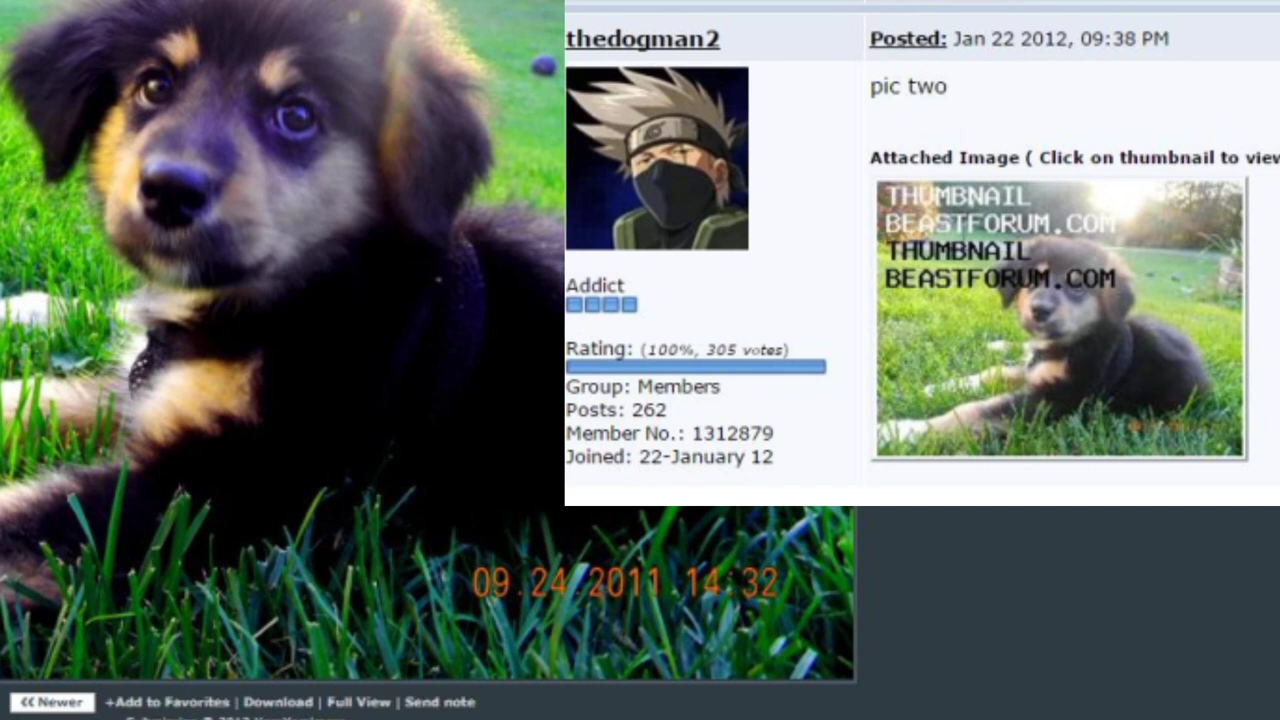 thedogman2
Posted: Jan 22 2012, 09:38 PM
pic two
Attached Image ( Click on thumbnail to view
THUMBNAIL
BEASTFORUM.COM
THUMBNAIL
BEASTFORUM.COM
Addict
Rating: (100%, 305 votes)
Group: Members
Posts: 262
Member No.: 1312879
Joined: 22-January 12
09.24.2011 14:32
<< Newer
+Add to Favorites | Download | Full View | Send note